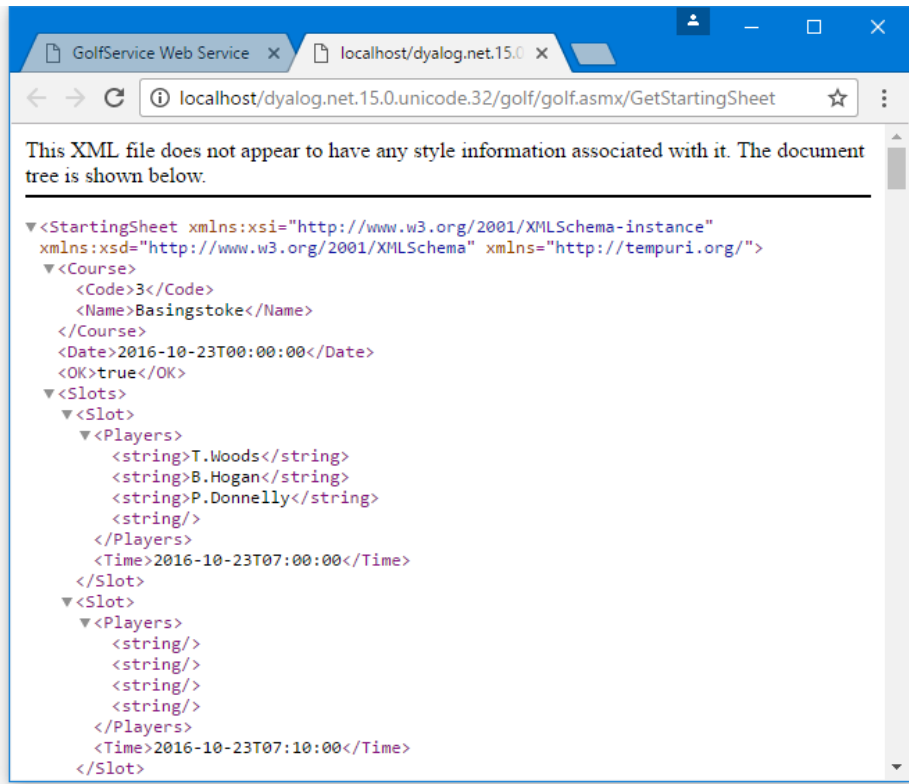 GolfService Web Service
localhost/dyalog.net.15.0
localhost/dyalog.net.15.0.unicode.32/golf/golf.asmx/GetStartingSheet
This XML file does not appear to have any style information associated with it. The document
tree is shown below.
▼<StartingSheet xmlns:xsi="http://www.w3.org/2001/XMLSchema-instance"
xmlns:xsd="http://www.w3.org/2001/XMLSchema" xmlns="http://tempuri.org/">
▼<Course>
<Code>3</Code>
<Name>Basingstoke</Name>
</Course>
<Date>2016-10-23T00:00:00</Date>
<OK>true</OK>
▼<Slots>
▼<Slot>
▼<Players>
<string>T.Woods</string>
<string>B.Hogan</string>
<string>P.Donnelly</string>
<string/>
</Players>
<Time>2016-10-23T07:00:00</Time>
</Slot>
▼<Slot>
▼<Players>
<string/>
<string/>
<string/>
<string/>
</Players>
<Time>2016-10-23T07:10:00</Time>
</Slot>